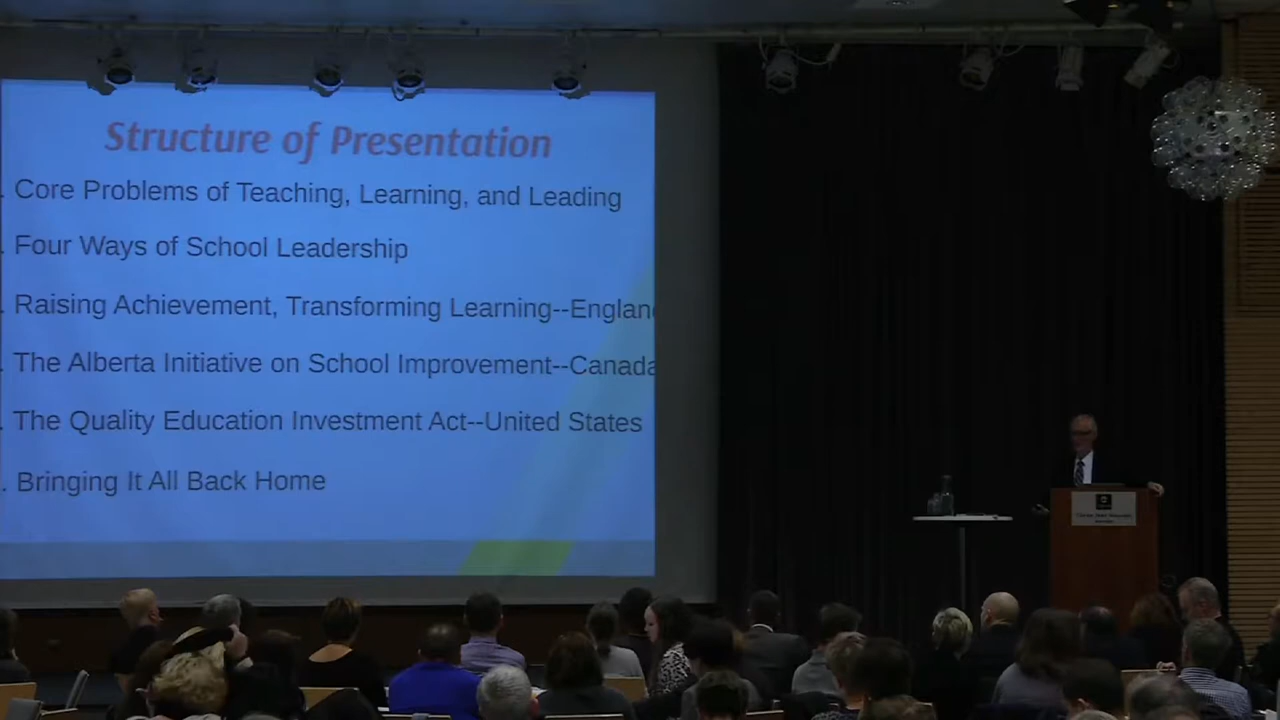 Structure of Presentation
. Core Problems of Teaching, Learning, and Leading
. Four Ways of School Leadership
. Raising Achievement, Transforming Learning--England
. The Alberta Initiative on School Improvement--Canada
. The Quality Education Investment Act--United States
. Bringing It All Back Home